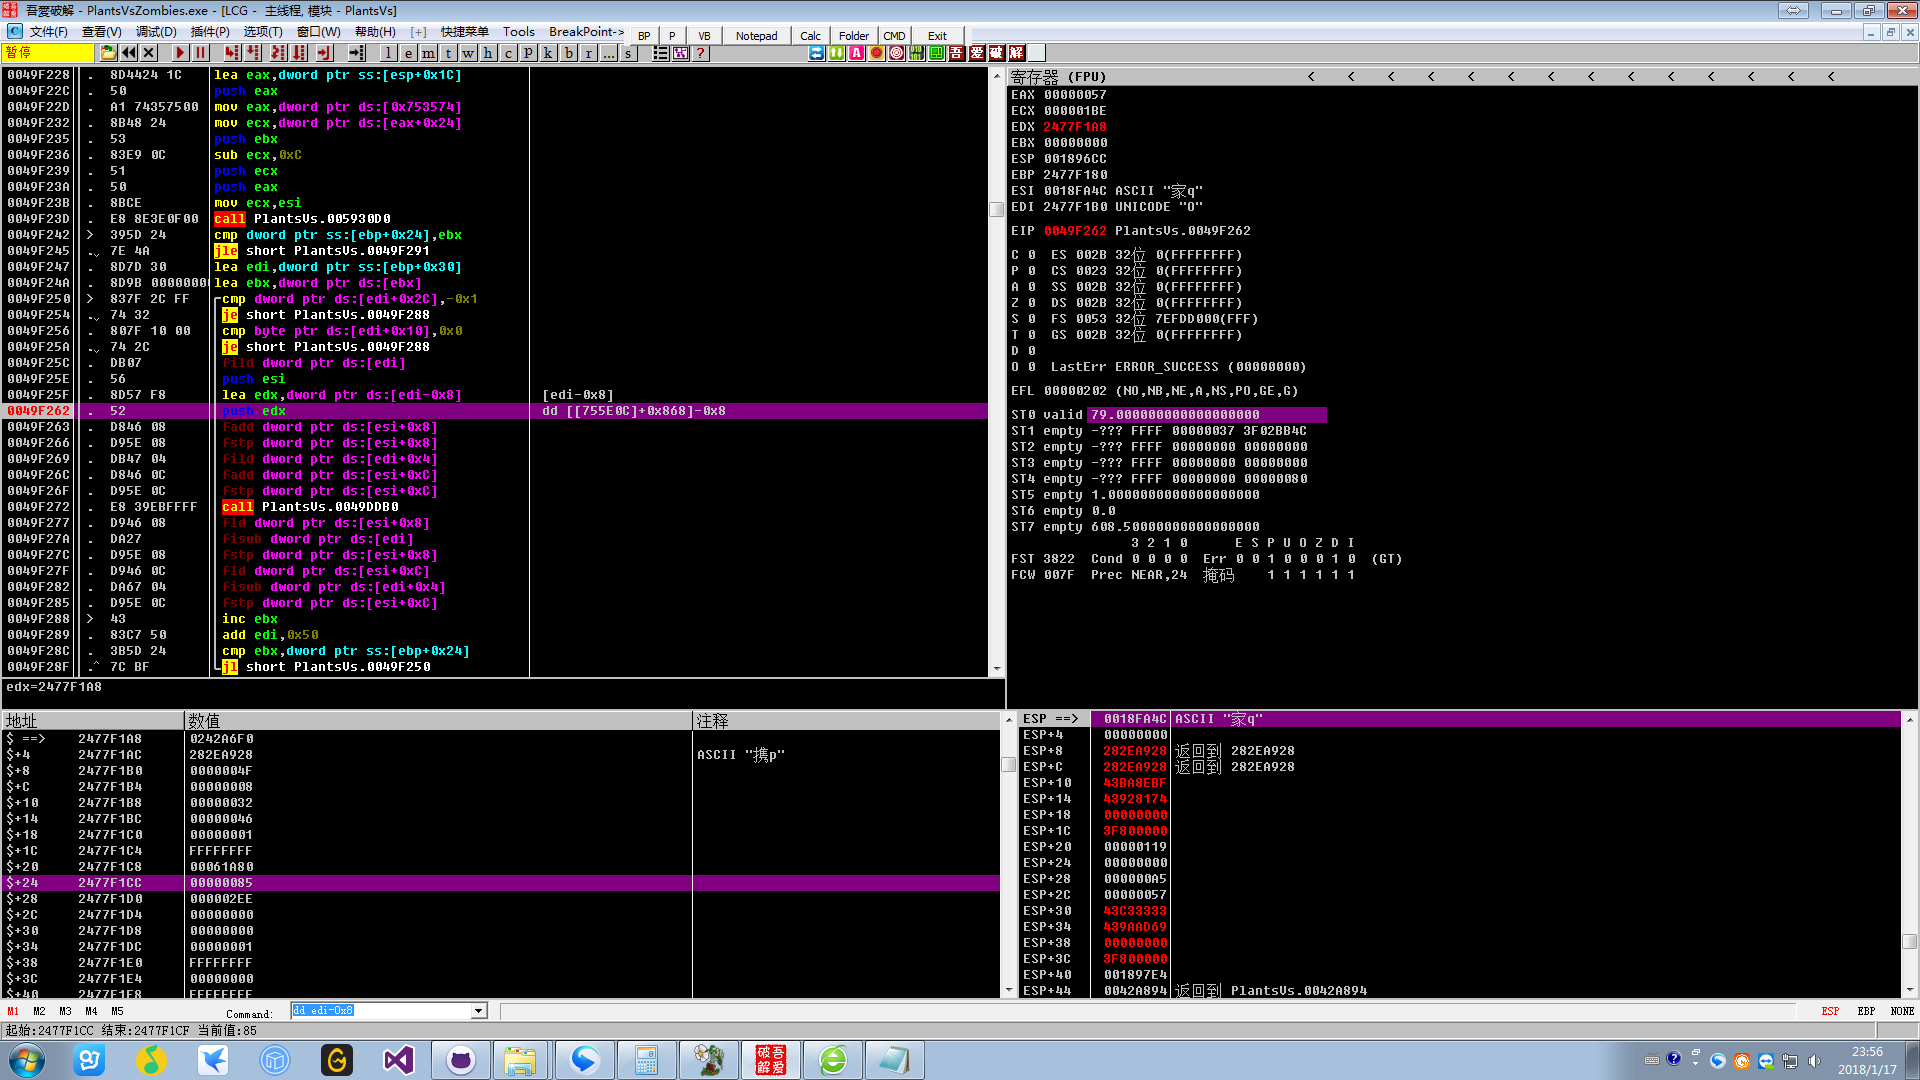 吾愛破解 - PlantsVsZombies.exe - [LCG -  主线程, 模块 - PlantsVs]
文件(F) 查看(V) 调试(D) 插件(P) 选项(T) 窗口(W) 帮助(H) [+] 快捷菜单 Tools BreakPoint-> BP P VB Notepad Calc Folder CMD Exit
暂停 l e m t w h c p k b r ... s ? 吾 爱 破 解
0049F228 . 8D4424 1C lea eax,dword ptr ss:[esp+0x1C]
0049F22C . 50 push eax
0049F22D . A1 74357500 mov eax,dword ptr ds:[0x753574]
0049F232 . 8B48 24 mov ecx,dword ptr ds:[eax+0x24]
0049F235 . 53 push ebx
0049F236 . 83E9 0C sub ecx,0xC
0049F239 . 51 push ecx
0049F23A . 50 push eax
0049F23B . 8BCE mov ecx,esi
0049F23D . E8 8E3E0F00 call PlantsVs.005930D0
0049F242 > 395D 24 cmp dword ptr ss:[ebp+0x24],ebx
0049F245 . 7E 4A jle short PlantsVs.0049F291
0049F247 . 8D7D 30 lea edi,dword ptr ss:[ebp+0x30]
0049F24A . 8D9B 00000000 lea ebx,dword ptr ds:[ebx]
0049F250 > 837F 2C FF cmp dword ptr ds:[edi+0x2C],-0x1
0049F254 . 74 32 je short PlantsVs.0049F288
0049F256 . 807F 10 00 cmp byte ptr ds:[edi+0x10],0x0
0049F25A . 74 2C je short PlantsVs.0049F288
0049F25C . DB07 fild dword ptr ds:[edi]
0049F25E . 56 push esi
0049F25F . 8D57 F8 lea edx,dword ptr ds:[edi-0x8] [edi-0x8]
0049F262 . 52 push edx dd [[755E0C]+0x868]-0x8
0049F263 . D846 08 fadd dword ptr ds:[esi+0x8]
0049F266 . D95E 08 fstp dword ptr ds:[esi+0x8]
0049F269 . DB47 04 fild dword ptr ds:[edi+0x4]
0049F26C . D846 0C fadd dword ptr ds:[esi+0xC]
0049F26F . D95E 0C fstp dword ptr ds:[esi+0xC]
0049F272 . E8 39EBFFFF call PlantsVs.0049DDB0
0049F277 . D946 08 fld dword ptr ds:[esi+0x8]
0049F27A . DA27 fisub dword ptr ds:[edi]
0049F27C . D95E 08 fstp dword ptr ds:[esi+0x8]
0049F27F . D946 0C fld dword ptr ds:[esi+0xC]
0049F282 . DA67 04 fisub dword ptr ds:[edi+0x4]
0049F285 . D95E 0C fstp dword ptr ds:[esi+0xC]
0049F288 > 43 inc ebx
0049F289 . 83C7 50 add edi,0x50
0049F28C . 3B5D 24 cmp ebx,dword ptr ss:[ebp+0x24]
0049F28F .^ 7C BF jl short PlantsVs.0049F250
edx=2477F1A8
寄存器 (FPU) < < < < < < < < < < < < < <
EAX 00000057
ECX 000001BE
EDX 2477F1A8
EBX 00000000
ESP 001896CC
EBP 2477F180
ESI 0018FA4C ASCII "家q"
EDI 2477F1B0 UNICODE "O"
EIP 0049F262 PlantsVs.0049F262
C 0 ES 002B 32位 0(FFFFFFFF)
P 0 CS 0023 32位 0(FFFFFFFF)
A 0 SS 002B 32位 0(FFFFFFFF)
Z 0 DS 002B 32位 0(FFFFFFFF)
S 0 FS 0053 32位 7EFDD000(FFF)
T 0 GS 002B 32位 0(FFFFFFFF)
D 0
O 0 LastErr ERROR_SUCCESS (00000000)
EFL 00000202 (NO,NB,NE,A,NS,PO,GE,G)
ST0 valid 79.000000000000000000
ST1 empty -??? FFFF 00000037 3F02BB4C
ST2 empty -??? FFFF 00000000 00000000
ST3 empty -??? FFFF 00000000 00000000
ST4 empty -??? FFFF 00000000 00000080
ST5 empty 1.0000000000000000000
ST6 empty 0.0
ST7 empty 608.50000000000000000
3 2 1 0 E S P U O Z D I
FST 3822 Cond 0 0 0 0 Err 0 0 1 0 0 0 1 0 (GT)
FCW 007F Prec NEAR,24 掩码 1 1 1 1 1 1
地址 数值 注释
$ ==> 2477F1A8 0242A6F0
$+4 2477F1AC 282EA928 ASCII "携p"
$+8 2477F1B0 0000004F
$+C 2477F1B4 00000008
$+10 2477F1B8 00000032
$+14 2477F1BC 00000046
$+18 2477F1C0 00000001
$+1C 2477F1C4 FFFFFFFF
$+20 2477F1C8 00061A80
$+24 2477F1CC 00000085
$+28 2477F1D0 000002EE
$+2C 2477F1D4 00000000
$+30 2477F1D8 00000000
$+34 2477F1DC 00000001
$+38 2477F1E0 FFFFFFFF
$+3C 2477F1E4 00000000
$+40 2477F1E8 FFFFFFFF
ESP ==> 0018FA4C ASCII "家q"
ESP+4 00000000
ESP+8 282EA928 返回到 282EA928
ESP+C 282EA928 返回到 282EA928
ESP+10 43BA8EBF
ESP+14 43928174
ESP+18 00000000
ESP+1C 3F800000
ESP+20 00000119
ESP+24 00000000
ESP+28 000000A5
ESP+2C 00000057
ESP+30 43C33333
ESP+34 439AAD69
ESP+38 00000000
ESP+3C 3F800000
ESP+40 001897E4
ESP+44 0042A894 返回到 PlantsVs.0042A894
M1 M2 M3 M4 M5 Command: dd edi-0x8 ESP EBP NONE
起始:2477F1CC 结束:2477F1CF 当前值:85
破吾解爱
23:56
2018/1/17